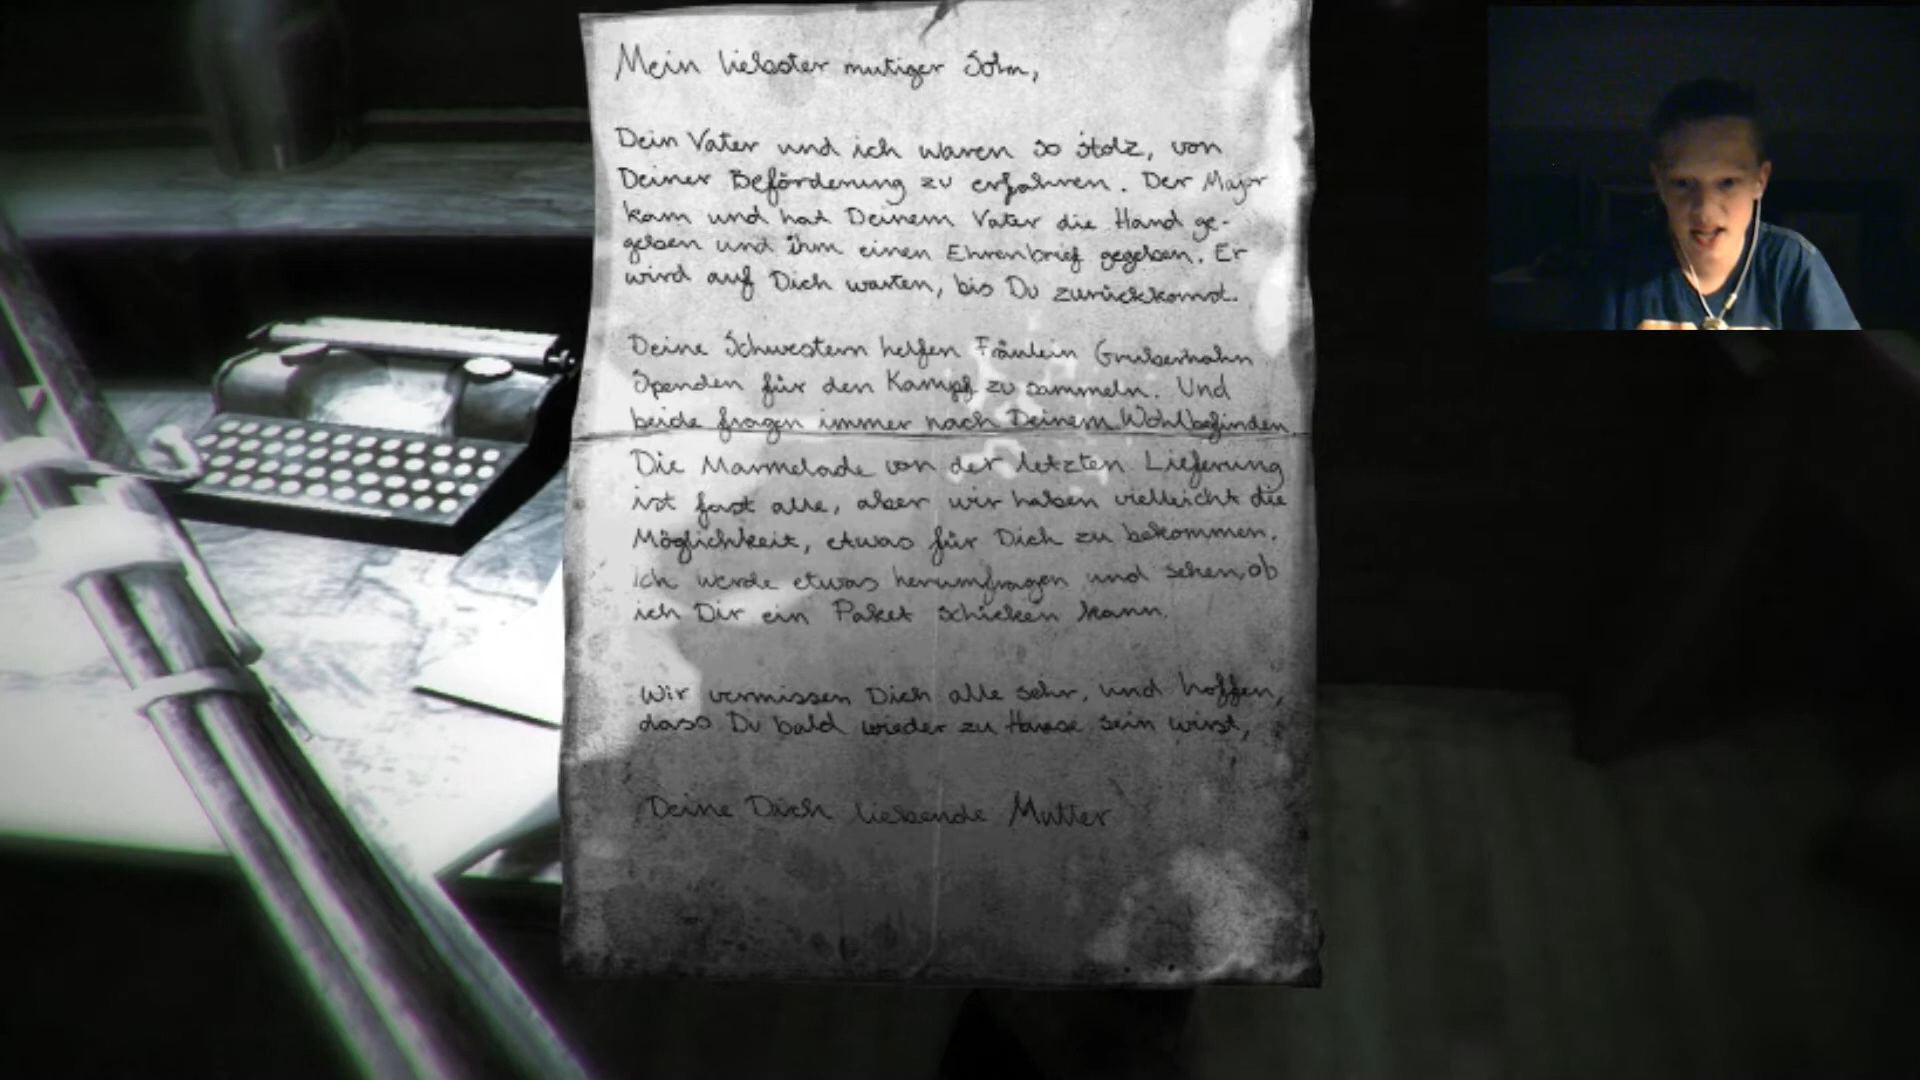 Mein liebster mutiger Sohn,
Dein Vater und ich waren so stolz, von
Deiner Beförderung zu erfahren. Der Major
kam und hat Deinem Vater die Hand ge-
geben und ihm einen Ehrenbrief gegeben. Er
wird auf Dich warten, bis Du zurückkomst.
Deine Schwestern helfen Fräulein Gruberhahn
Spenden für den Kampf zu sammeln. Und
beide fragen immer nach Deinem Wohlbefinden.
Die Marmelade von der letzten Lieferung
ist fast alle, aber wir haben vielleicht die
Möglichkeit, etwas für Dich zu bekommen.
Ich werde etwas herumfragen und sehen, ob
ich Dir ein Paket schicken kann.
Wir vermissen Dich alle sehr, und hoffen,
dass Du bald wieder zu Hause sein wirst,
Deine Dich liebende Mutter